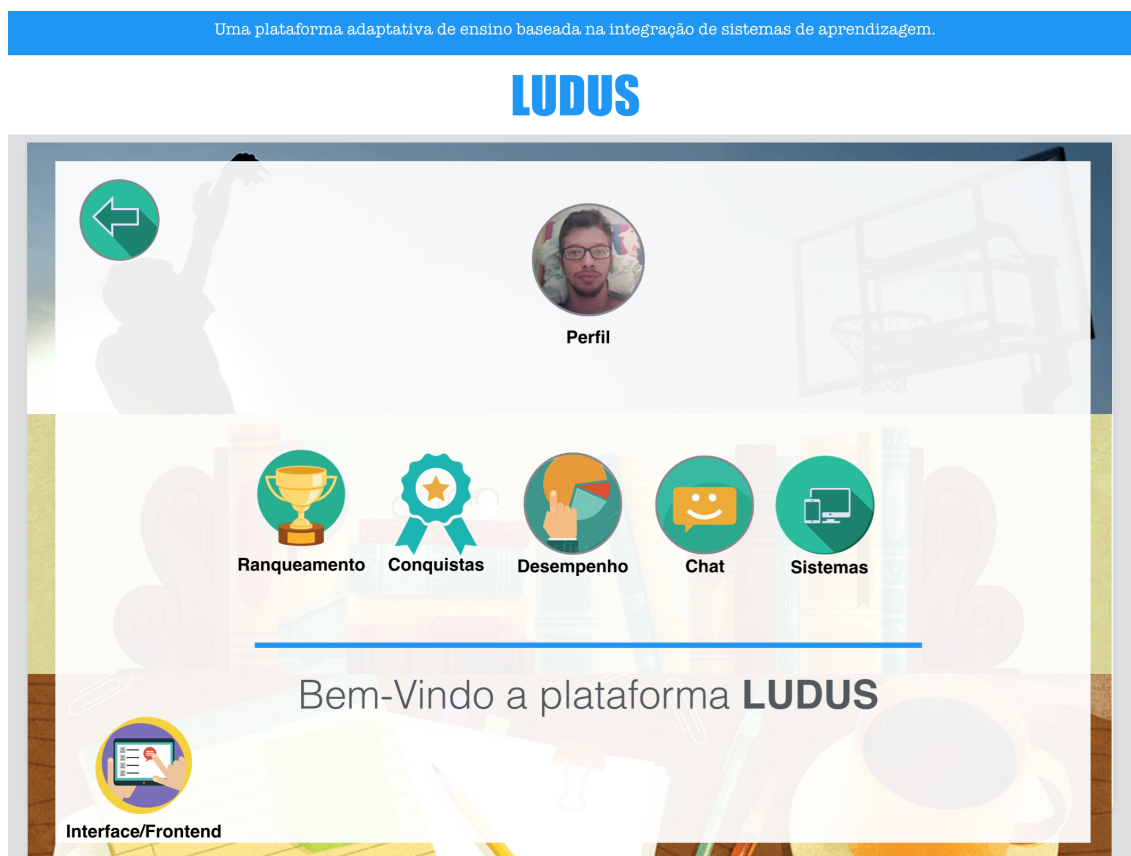 Uma plataforma adaptativa de ensino baseada na integração de sistemas de aprendizagem.
LUDUS
Perfil
Ranqueamento Conquistas Desempenho Chat Sistemas
Bem-Vindo a plataforma LUDUS
Interface/Frontend